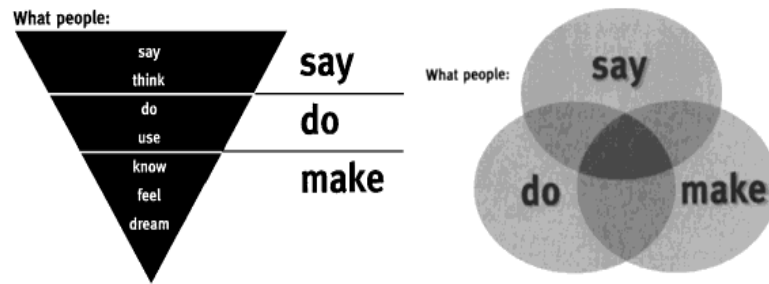 What people:
say
think
do
use
know
feel
dream
say
do
make
What people:
say
do
make